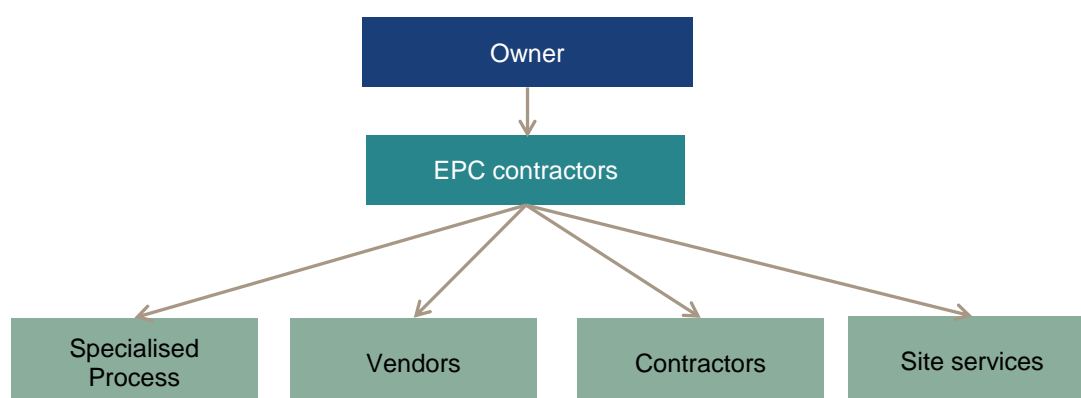 Owner
EPC contractors
Specialised
Process
Vendors
Contractors
Site services